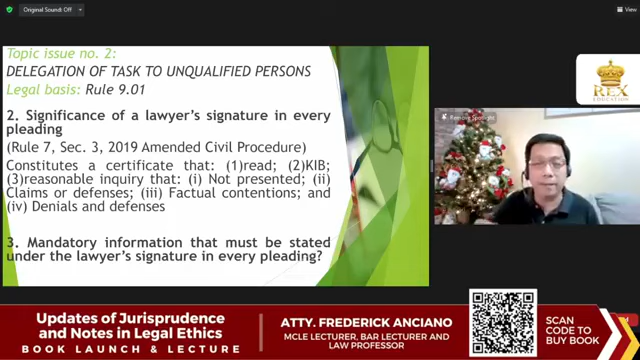 Original Sound: Off
View
Topic issue no. 2:
DELEGATION OF TASK TO UNQUALIFIED PERSONS
Legal basis: Rule 9.01
2. Significance of a lawyer's signature in every
pleading
(Rule 7, Sec. 3, 2019 Amended Civil Procedure)
Constitutes a certificate that: (1)read; (2)KIB;
(3)reasonable inquiry that: (i) Not presented; (ii)
Claims or defenses; (iii) Factual contentions; and
(iv) Denials and defenses
3. Mandatory information that must be stated
under the lawyer's signature in every pleading?
REX
EDUCATION
Remove Spotlight
Updates of Jurisprudence
and Notes in Legal Ethics
BOOK LAUNCH & LECTURE
ATTY. FREDERICK ANCIANO
MCLE LECTURER, BAR LECTURER AND
LAW PROFESSOR
SCAN
CODE TO
BUY BOOK